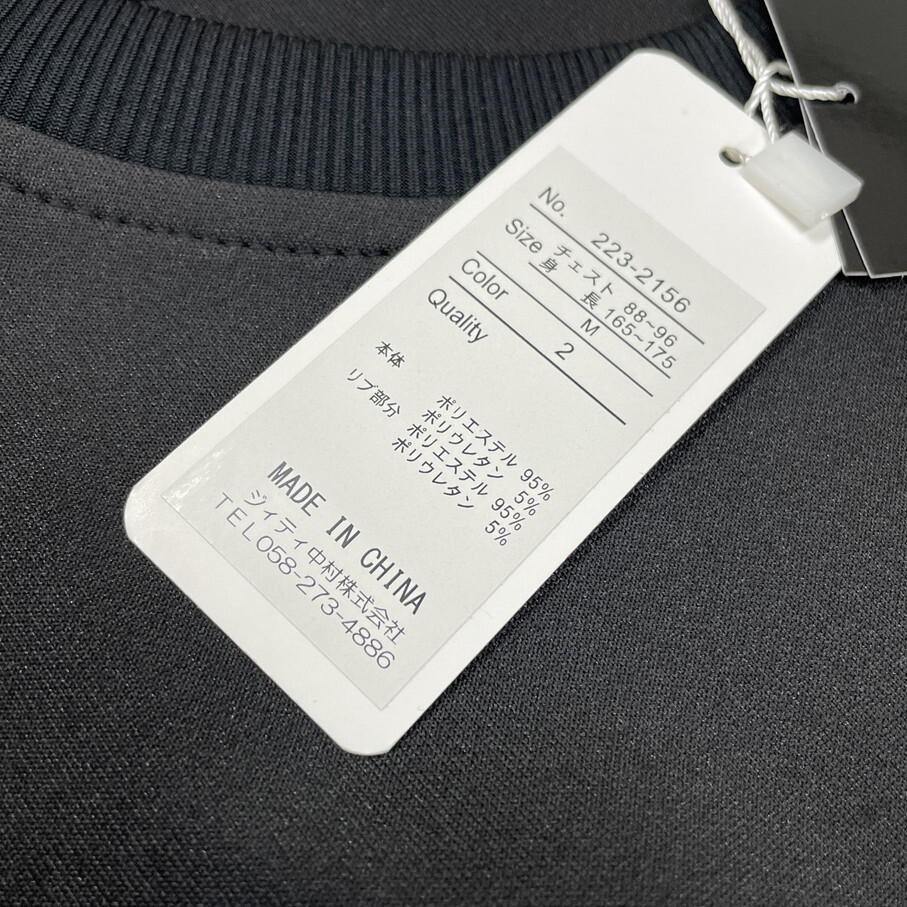 No. 223-2156
Size チェスト 88~96
身 長 165~175
M
Color 2
Quality
本体 ポリエステル 95%
ポリウレタン 5%
リブ部分 ポリエステル 95%
ポリウレタン 5%
MADE IN CHINA
ジィティ中村株式会社
TEL058-273-4886